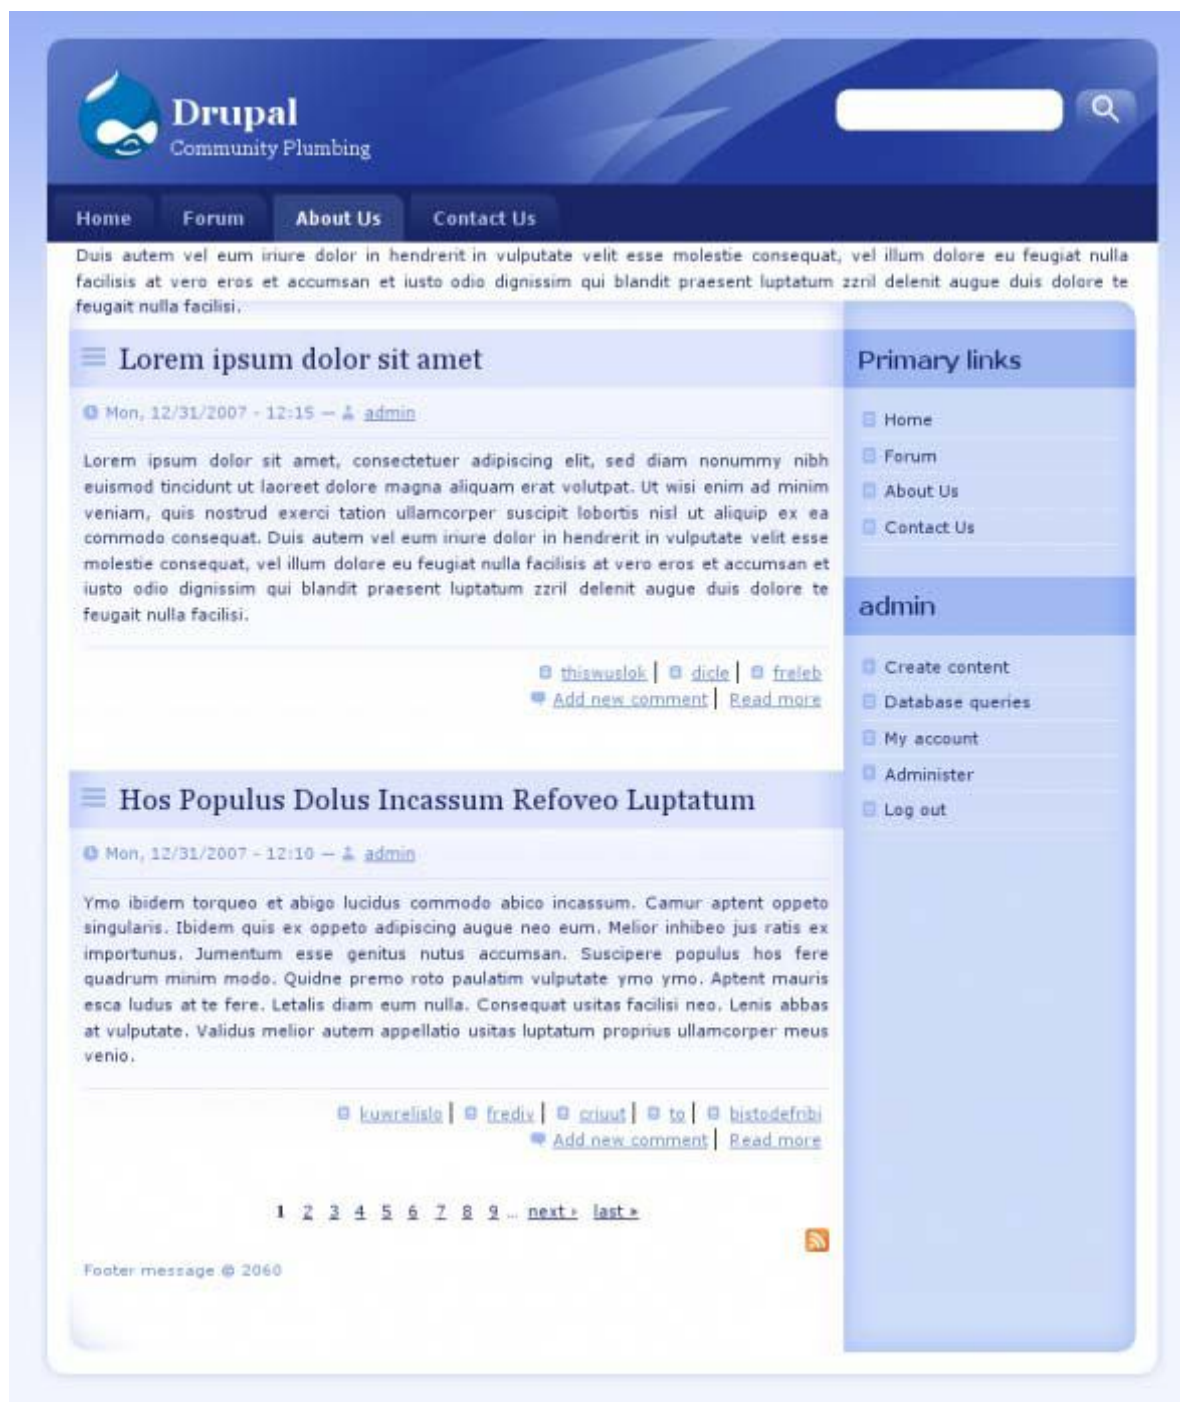 Drupal
Community Plumbing
Home Forum About Us Contact Us
Duis autem vel eum iriure dolor in hendrerit in vulputate velit esse molestie consequat, vel illum dolore eu feugiat nulla
facilisis at vero eros et accumsan et iusto odio dignissim qui blandit praesent luptatum zzril delenit augue duis dolore te
feugait nulla facilisi.
Lorem ipsum dolor sit amet
Mon, 12/31/2007 - 12:15 — admin
Lorem ipsum dolor sit amet, consectetuer adipiscing elit, sed diam nonummy nibh
euismod tincidunt ut laoreet dolore magna aliquam erat volutpat. Ut wisi enim ad minim
veniam, quis nostrud exerci tation ullamcorper suscipit lobortis nisl ut aliquip ex ea
commodo consequat. Duis autem vel eum iriure dolor in hendrerit in vulputate velit esse
molestie consequat, vel illum dolore eu feugiat nulla facilisis at vero eros et accumsan et
iusto odio dignissim qui blandit praesent luptatum zzril delenit augue duis dolore te
feugait nulla facilisi.
thiswuslok | dicle | freleb
Add new comment | Read more
Hos Populus Dolus Incassum Refoveo Luptatum
Mon, 12/31/2007 - 12:10 — admin
Ymo ibidem torqueo et abigo lucidus commodo abico incassum. Camur aptent oppeto
singularis. Ibidem quis ex oppeto adipiscing augue neo eum. Melior inhibeo jus ratis ex
importunus. Jumentum esse genitus nutus accumsan. Suscipere populus hos fere
quadrum minim modo. Quidne premo roto paulatim vulputate ymo ymo. Aptent mauris
esca ludus at te fere. Letalis diam eum nulla. Consequat usitas facilisi neo. Lenis abbas
at vulputate. Validus melior autem appellatio usitas luptatum proprius ullamcorper meus
venio.
kuwrelislo | frediv | criuut | to | bistodefribi
Add new comment | Read more
1 2 3 4 5 6 7 8 9 … next › last »
Footer message © 2060
Primary links
Home
Forum
About Us
Contact Us
admin
Create content
Database queries
My account
Administer
Log out